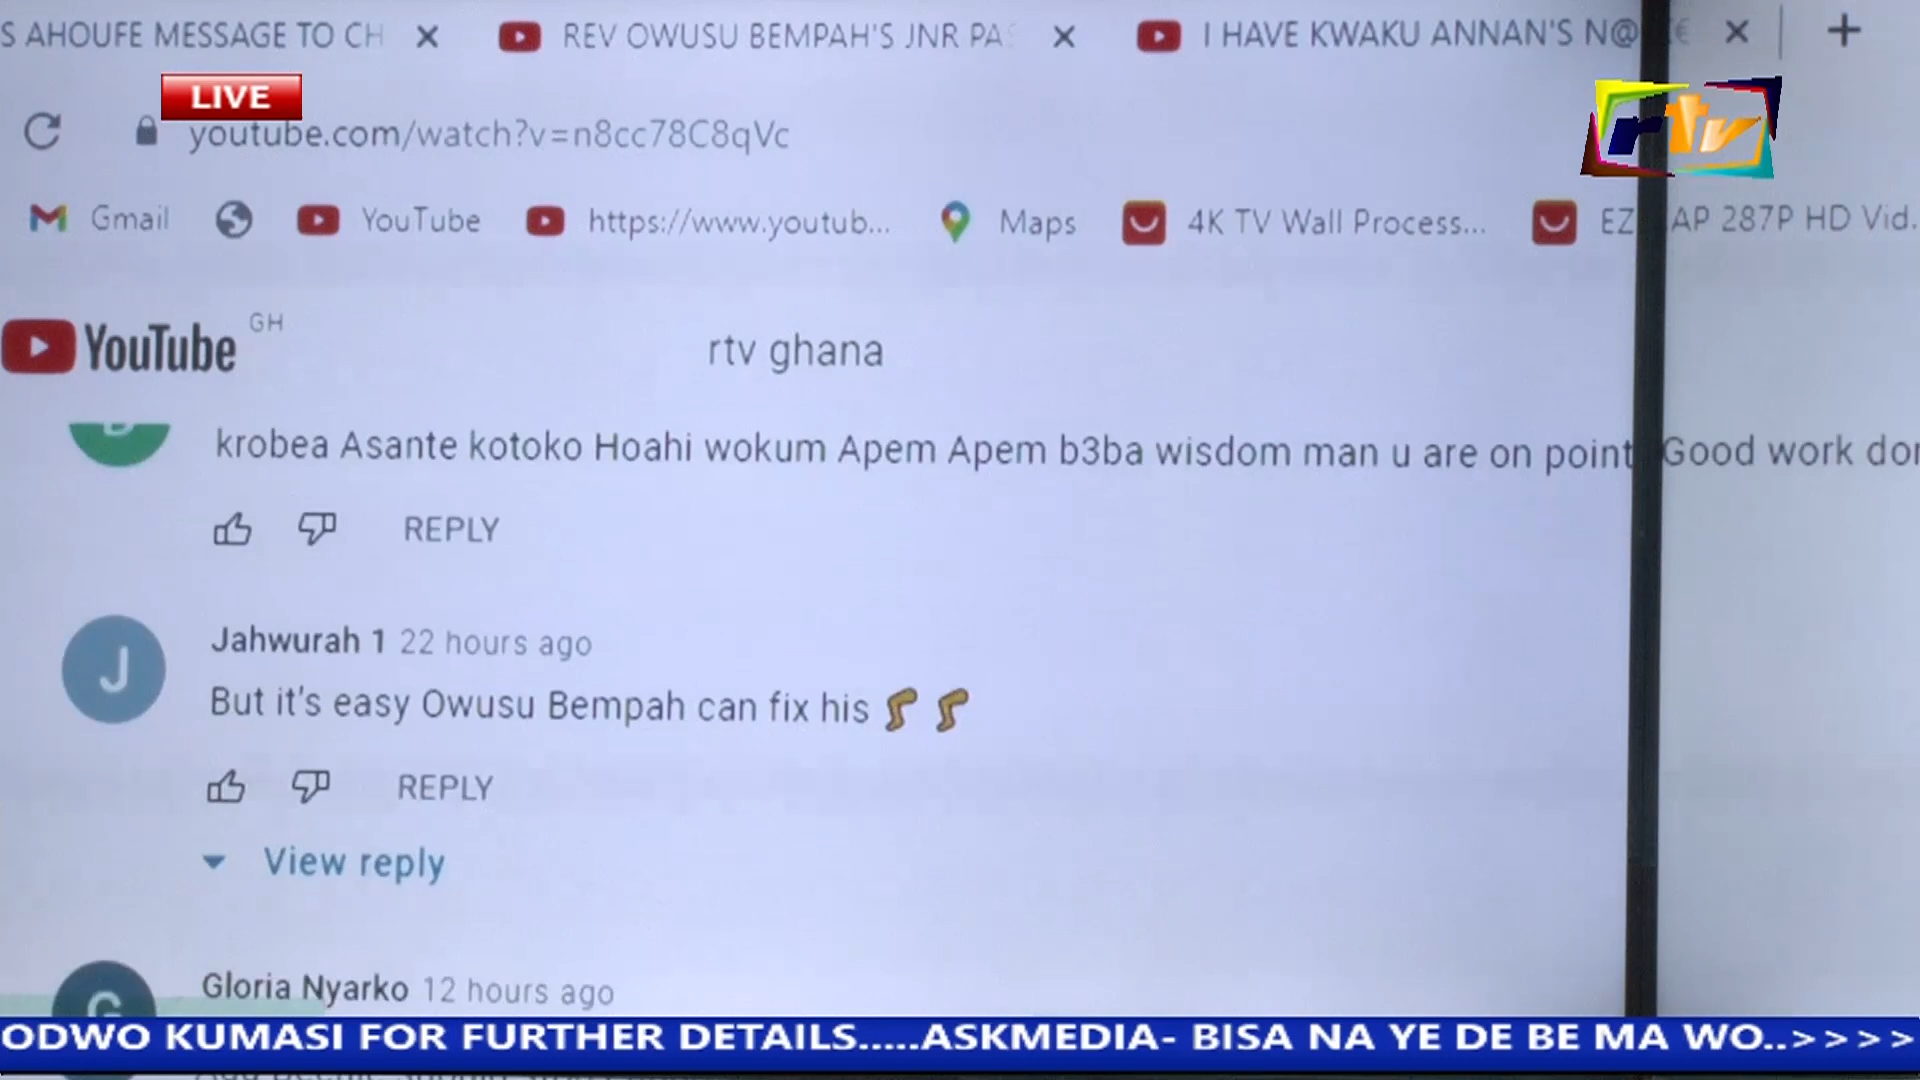 S AHOUFE MESSAGE TO CH
REV OWUSU BEMPAH'S JNR PA
I HAVE KWAKU ANNAN'S N@
LIVE
youtube.com/watch?v=n8cc78C8qVc
rtv
Gmail
YouTube
https://www.youtub...
Maps
4K TV Wall Process...
EZ AP 287P HD Vid.
YouTube GH
rtv ghana
krobea Asante kotoko Hoahi wokum Apem Apem b3ba wisdom man u are on point Good work don
REPLY
J
Jahwurah 1 22 hours ago
But it's easy Owusu Bempah can fix his
REPLY
View reply
G
Gloria Nyarko 12 hours ago
ODWO KUMASI FOR FURTHER DETAILS.....ASKMEDIA- BISA NA YE DE BE MA WO..>>>>